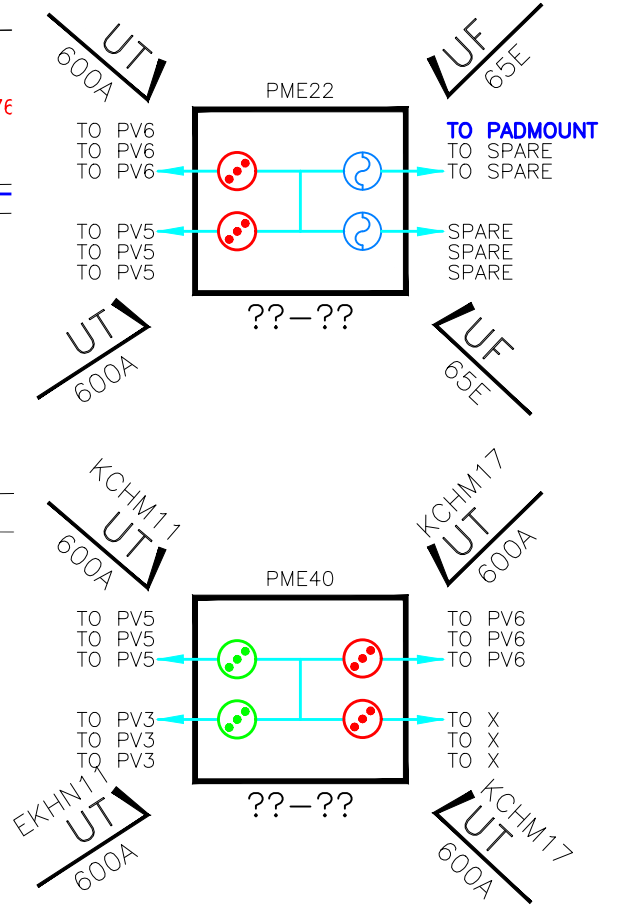 UT
600A
UF
65E
PME22
76
TO PV6
TO PV6
TO PV6
TO PADMOUNT
TO SPARE
TO SPARE
TO PV5
TO PV5
TO PV5
SPARE
SPARE
SPARE
??-??
UT
600A
UF
65E
KCHM11
UT
600A
KCHM17
UT
600A
PME40
TO PV5
TO PV5
TO PV5
TO PV6
TO PV6
TO PV6
TO PV3
TO PV3
TO PV3
TO X
TO X
TO X
??-??
EKHN11
UT
600A
KCHM17
UT
600A